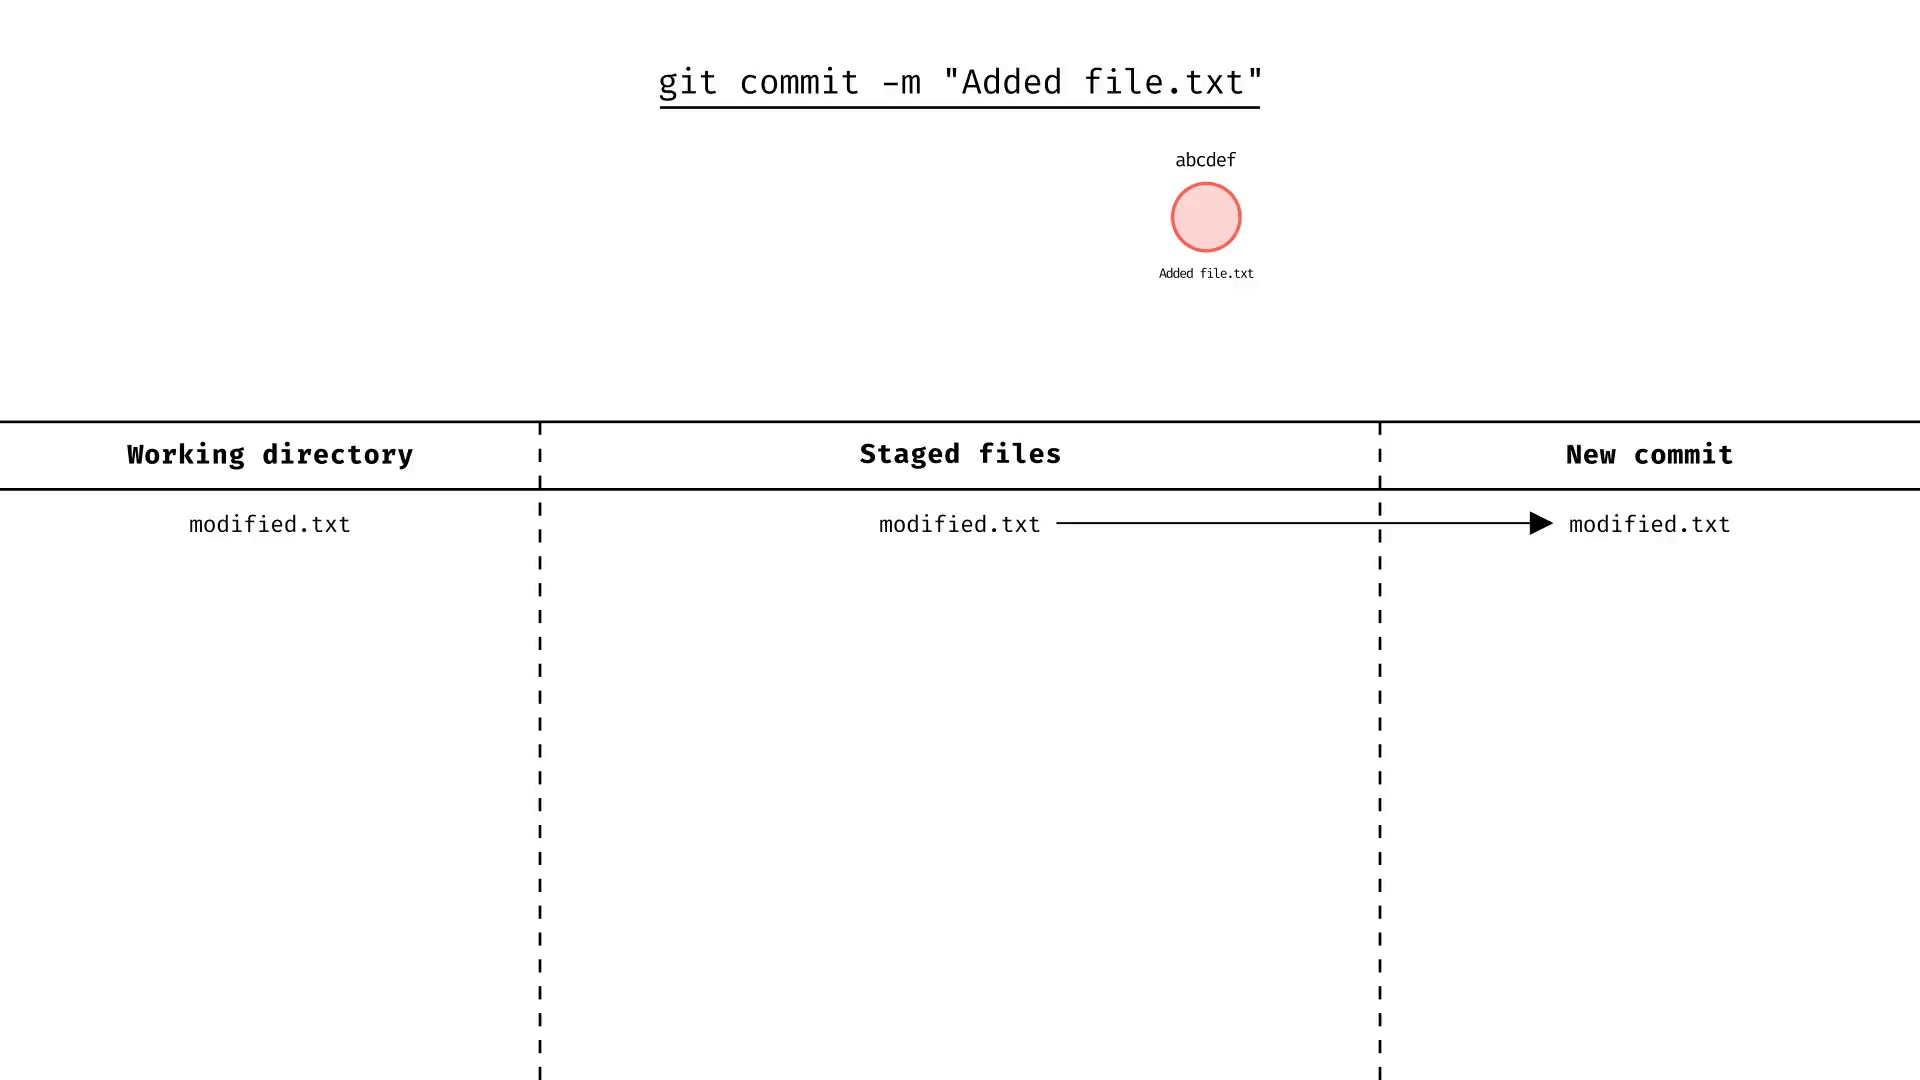 git commit -m "Added file.txt"
abcdef
Added file.txt
Working directory Staged files New commit
modified.txt modified.txt modified.txt